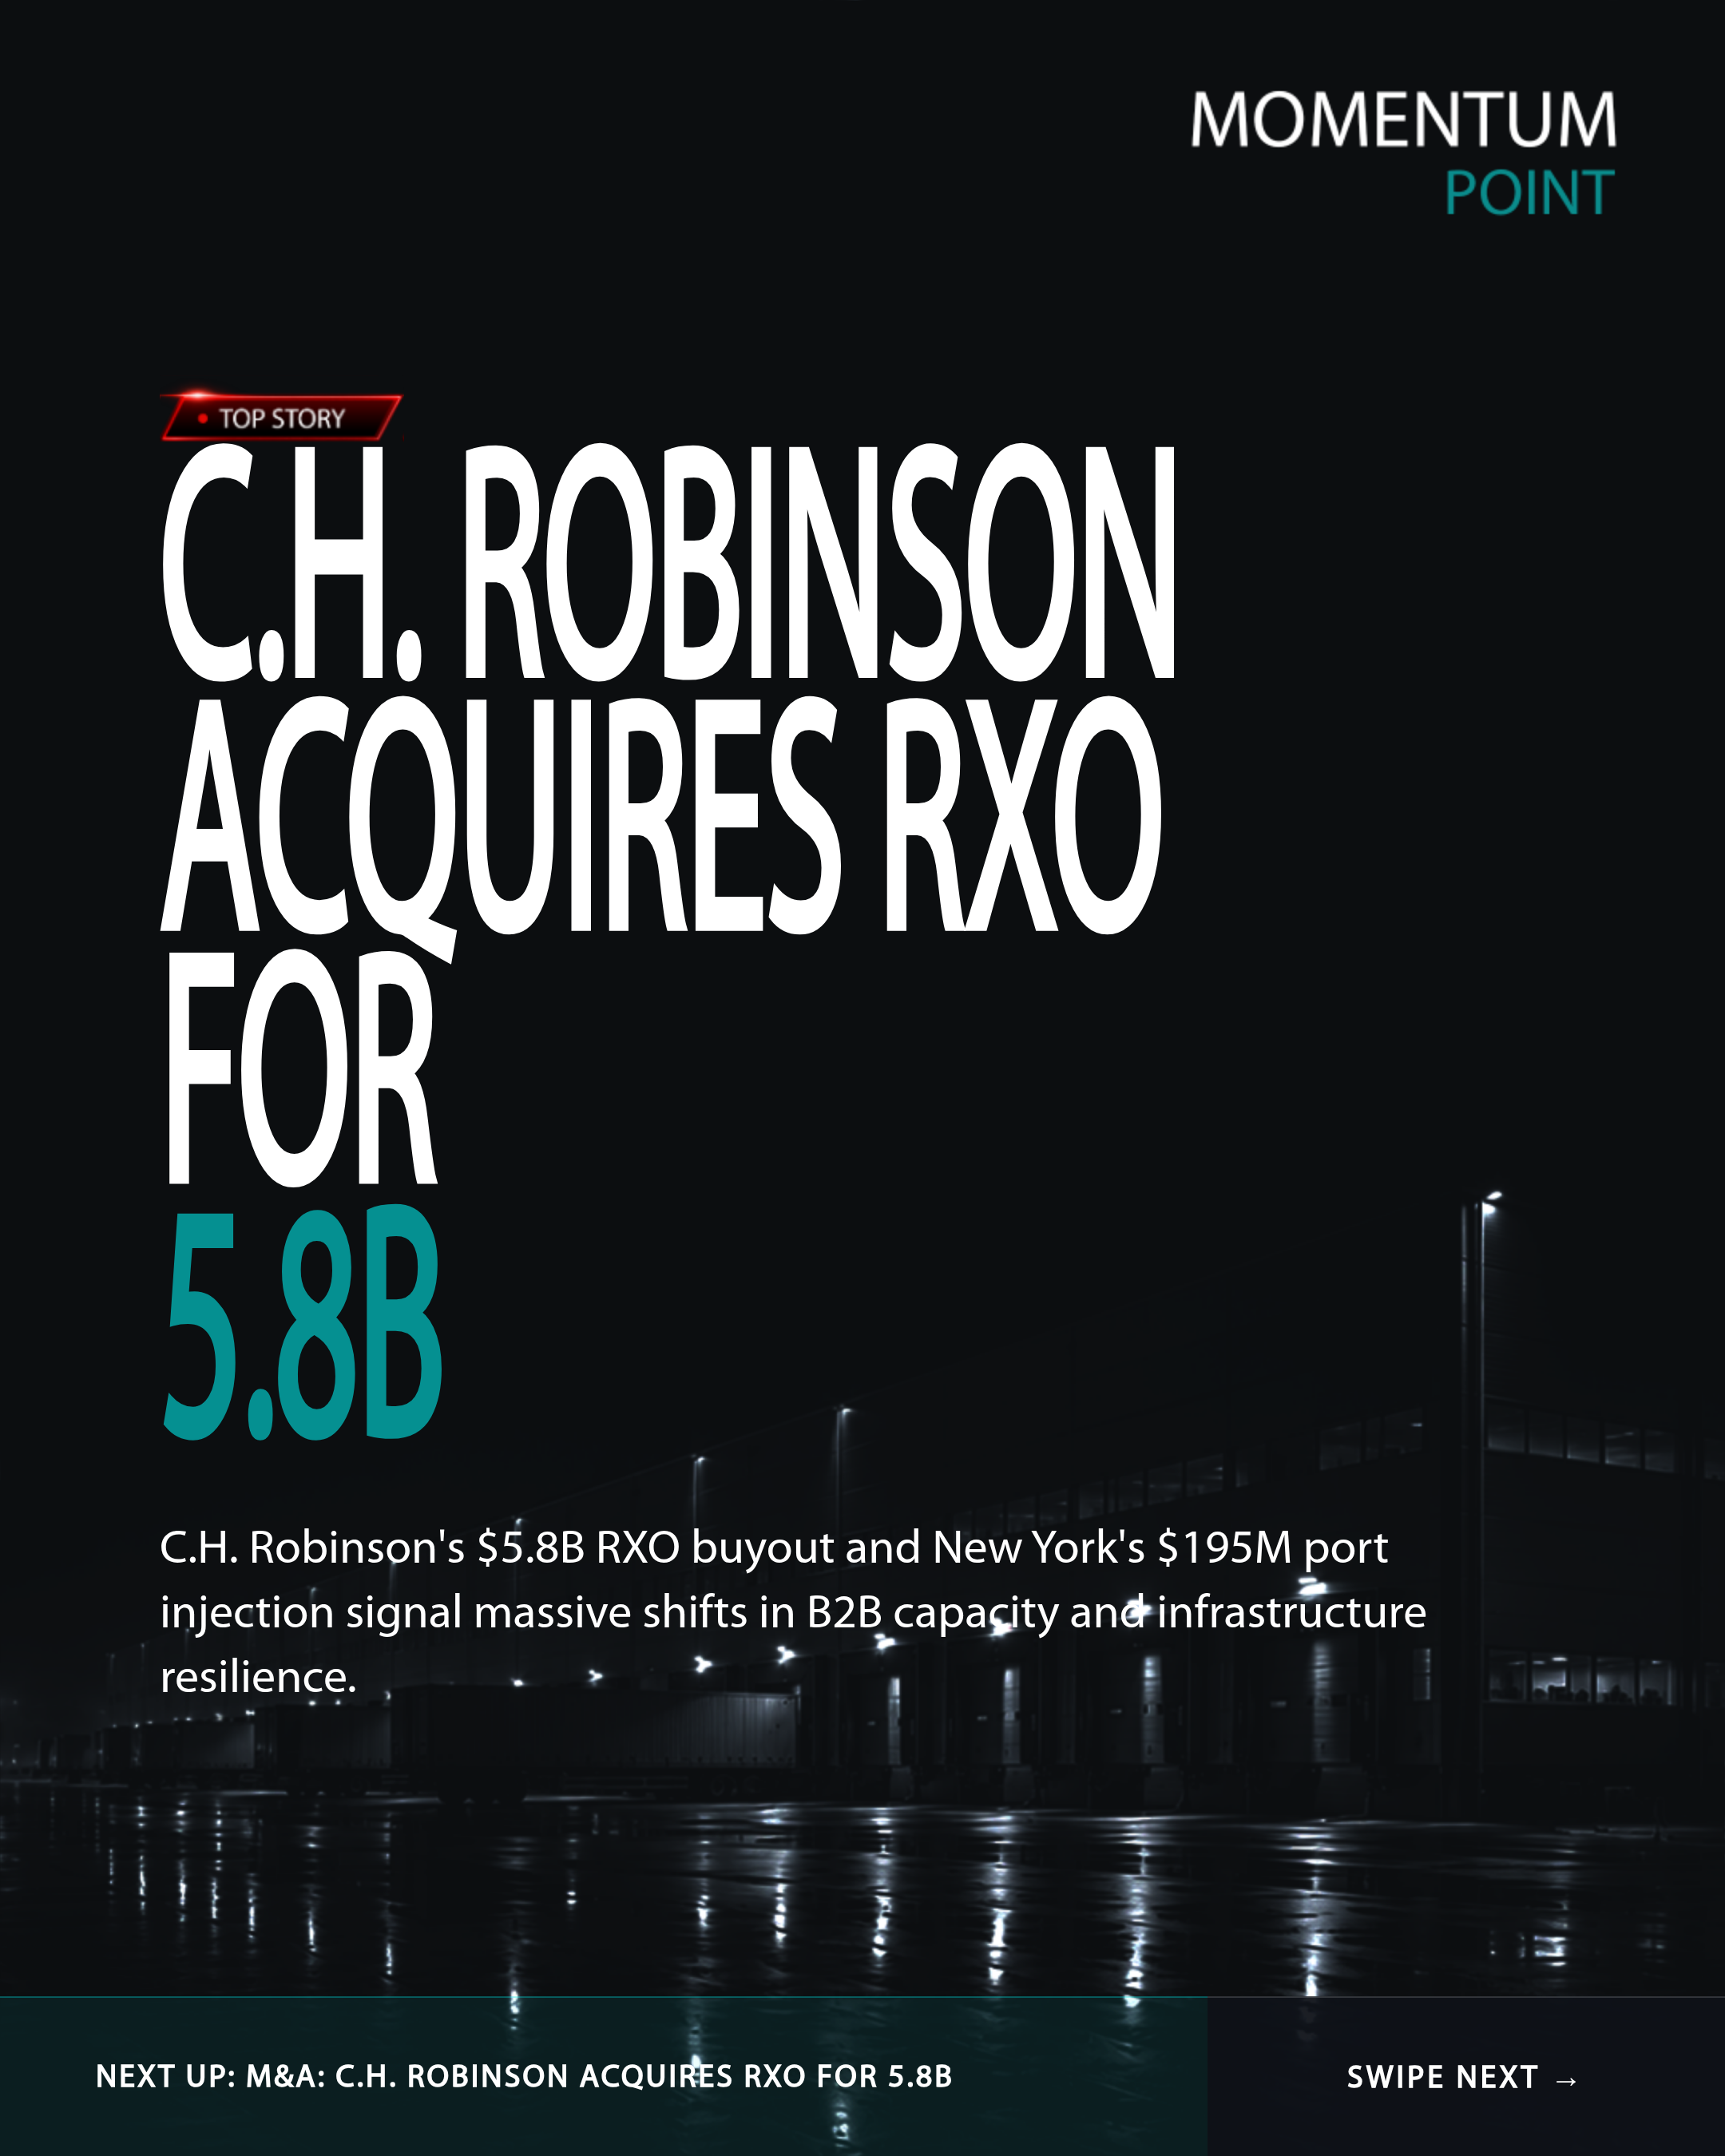 MOMENTUM
POINT
TOP STORY
C.H. ROBINSON
ACQUIRES RXO
FOR
5.8B
C.H. Robinson's $5.8B RXO buyout and New York's $195M port
injection signal massive shifts in B2B capacity and infrastructure
resilience.
NEXT UP: M&A: C.H. ROBINSON ACQUIRES RXO FOR 5.8B
SWIPE NEXT →